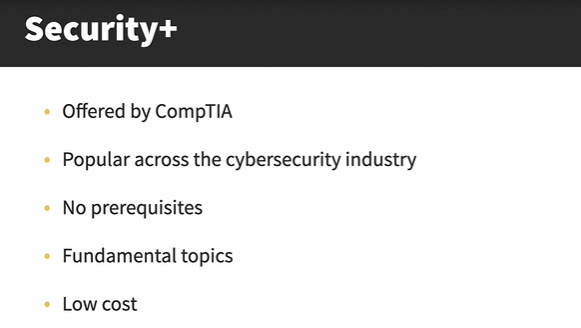 Security+
• Offered by CompTIA
• Popular across the cybersecurity industry
• No prerequisites
• Fundamental topics
• Low cost